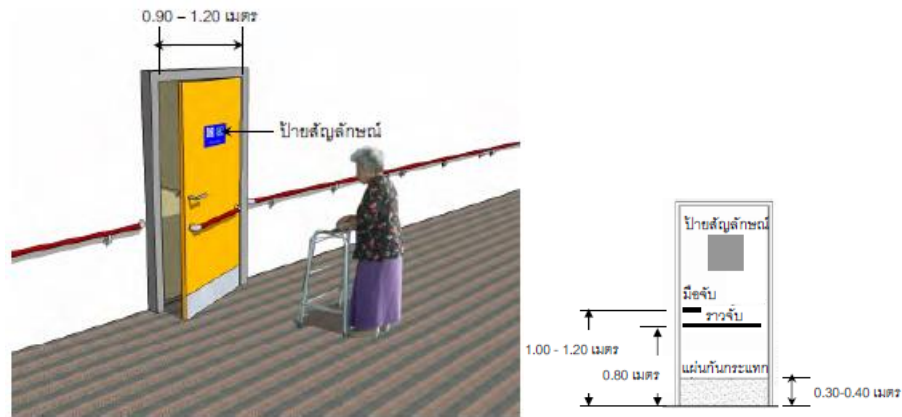 0.90 – 1.20 เมตร
ป้ายสัญลักษณ์
ป้ายสัญลักษณ์
มือจับ
ราวจับ
1.00 - 1.20 เมตร
0.80 เมตร
แผ่นกันกระแทก
0.30-0.40 เมตร